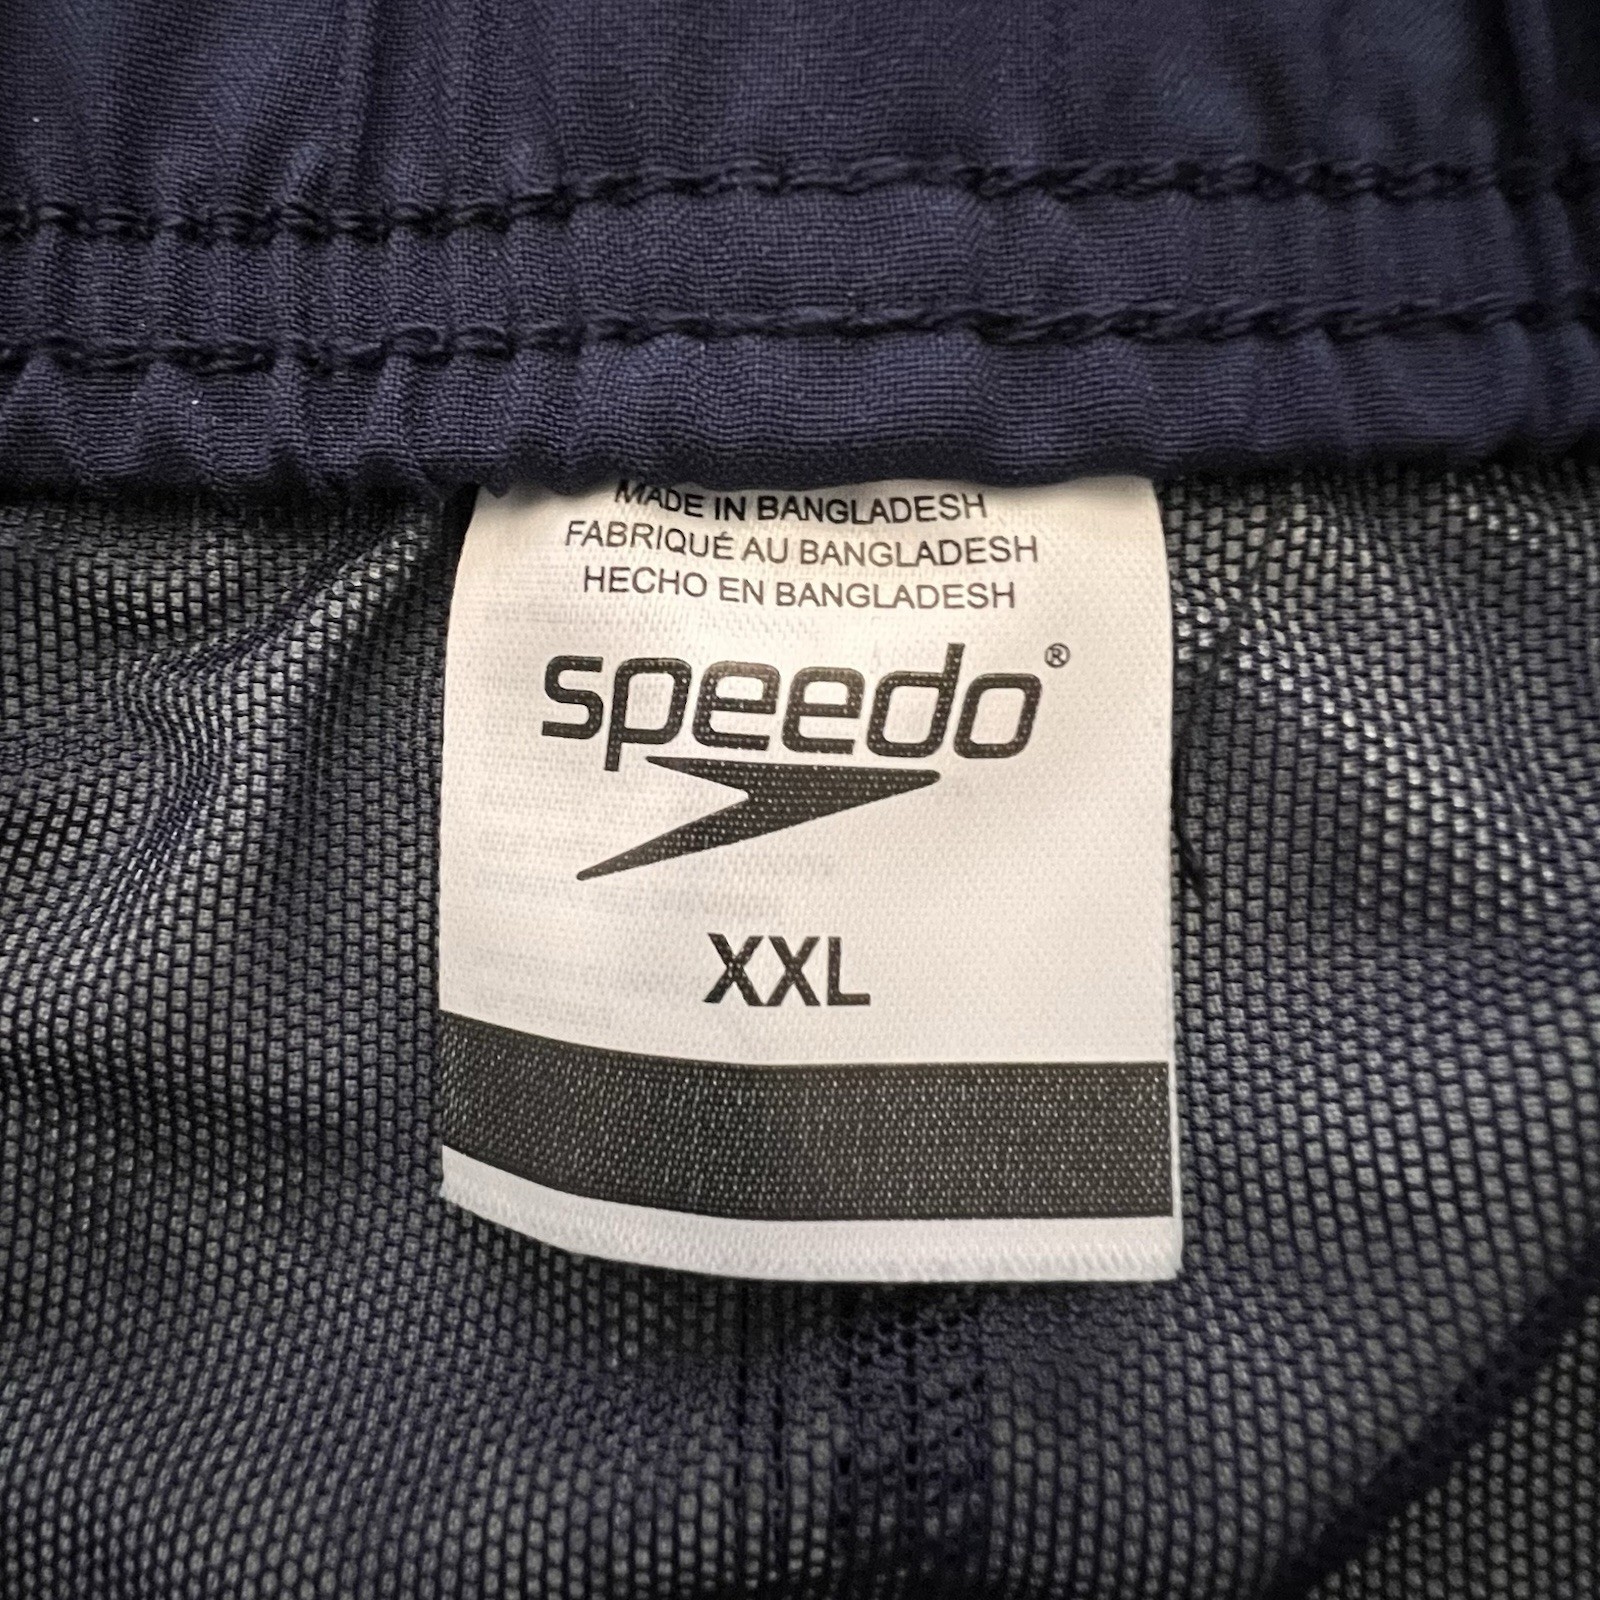 MADE IN BANGLADESH
FABRIQUÉ AU BANGLADESH
HECHO EN BANGLADESH
speedo®
XXL